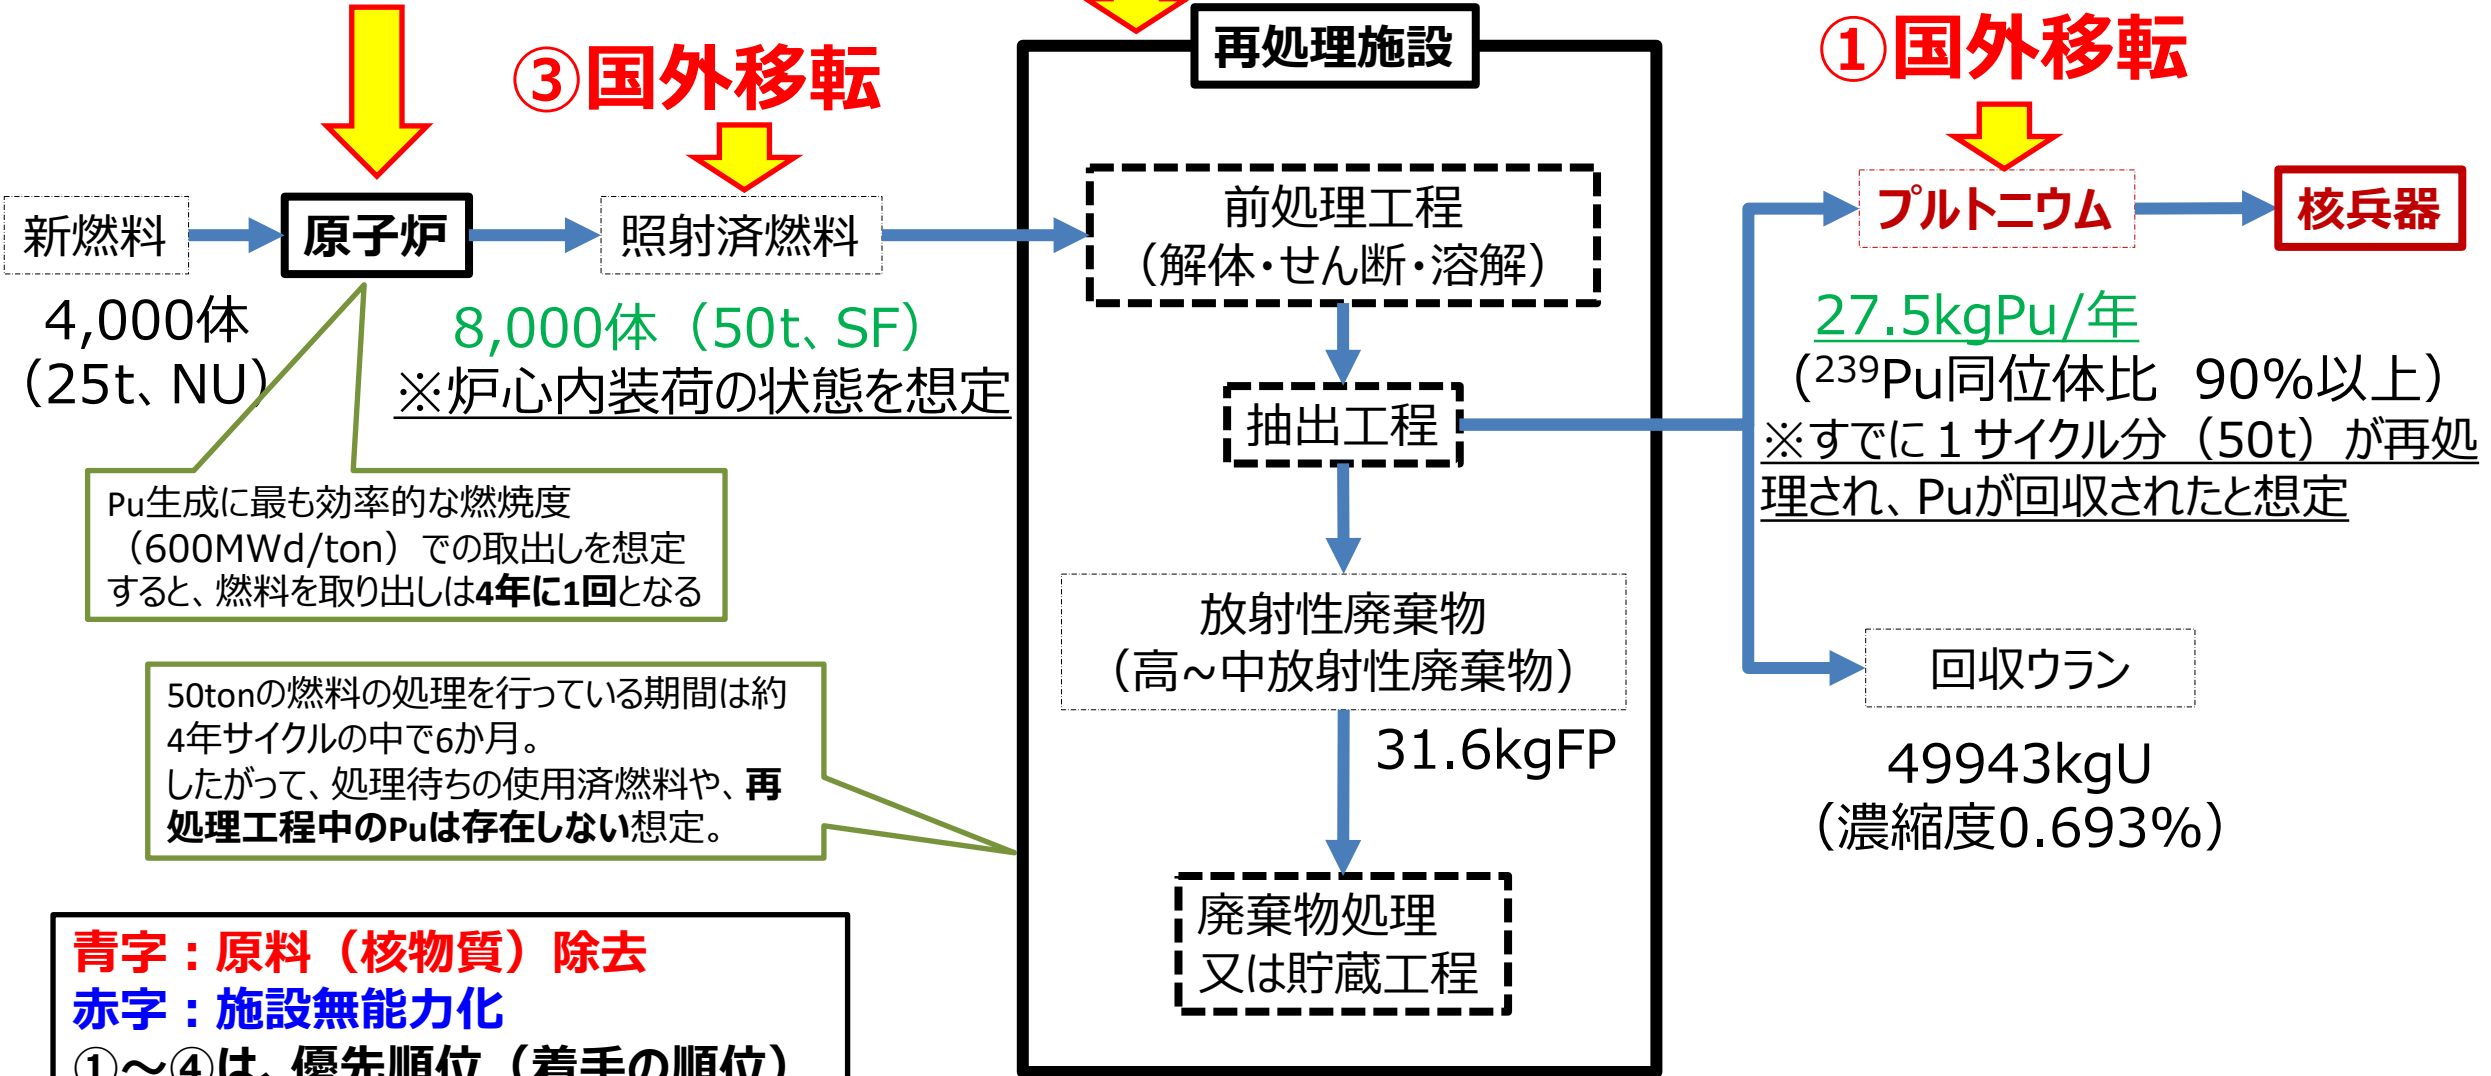 ③国外移転
再処理施設
①国外移転
新燃料
原子炉
照射済燃料
前処理工程
（解体・せん断・溶解）
プルトニウム
核兵器
4,000体
（25t、NU）
8,000体（50t、SF）
※炉心内装荷の状態を想定
27.5kgPu/年
（²³⁹Pu同位体比　90%以上）
※すでに１サイクル分（50t）が再処
理され、Puが回収されたと想定
抽出工程
Pu生成に最も効率的な燃焼度
（600MWd/ton）での取出しを想定
すると、燃料を取り出しは4年に1回となる
放射性廃棄物
（高~中放射性廃棄物）
31.6kgFP
回収ウラン
49943kgU
（濃縮度0.693%）
50tonの燃料の処理を行っている期間は約
4年サイクルの中で6か月。
したがって、処理待ちの使用済燃料や、再
処理工程中のPuは存在しない想定。
廃棄物処理
又は貯蔵工程
青字：原料（核物質）除去
赤字：施設無能力化
①～④は、優先順位（着手の順位）